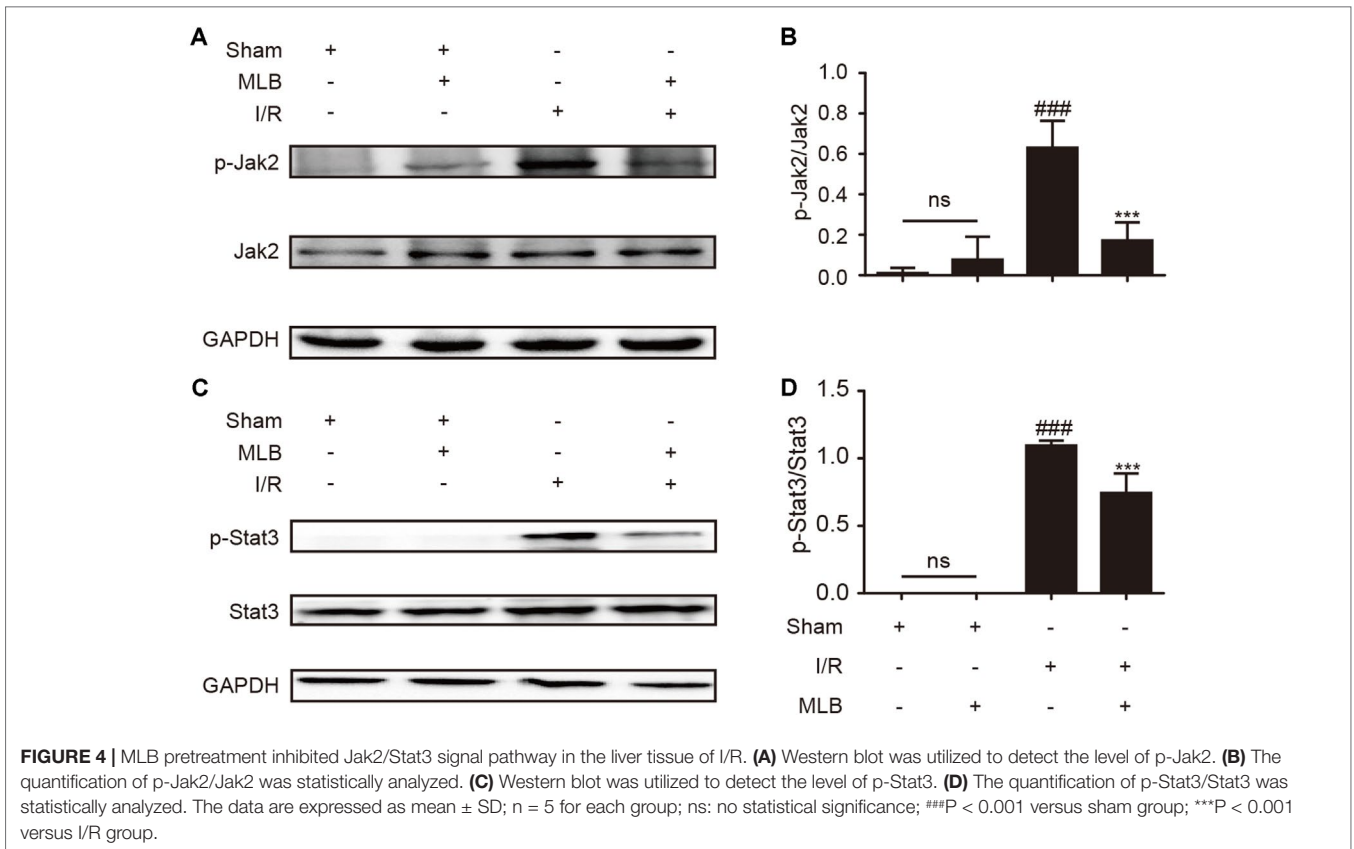 A
Sham + + - -
MLB - + - +
I/R - - + +
p-Jak2
Jak2
GAPDH
B
p-Jak2/Jak2
1.0
0.8
0.6
0.4
0.2
0.0
ns
###
***
C
Sham + + - -
MLB - + - +
I/R - - + +
p-Stat3
Stat3
GAPDH
D
p-Stat3/Stat3
1.5
1.0
0.5
0.0
ns
###
***
Sham + + - -
I/R - - + +
MLB - + - +
FIGURE 4 | MLB pretreatment inhibited Jak2/Stat3 signal pathway in the liver tissue of I/R. (A) Western blot was utilized to detect the level of p-Jak2. (B) The
quantification of p-Jak2/Jak2 was statistically analyzed. (C) Western blot was utilized to detect the level of p-Stat3. (D) The quantification of p-Stat3/Stat3 was
statistically analyzed. The data are expressed as mean ± SD; n = 5 for each group; ns: no statistical significance; ###P < 0.001 versus sham group; ***P < 0.001
versus I/R group.